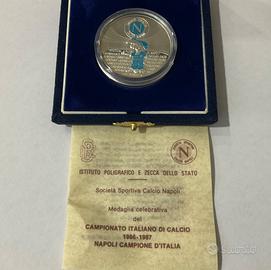 N
N
ISTITUTO POLIGRAFICO E ZECCA DELLO STATO
Società Sportiva Calcio Napoli
Medaglia celebrativa
del
CAMPIONATO ITALIANO DI CALCIO
1986-1987
NAPOLI CAMPIONE D'ITALIA
subito